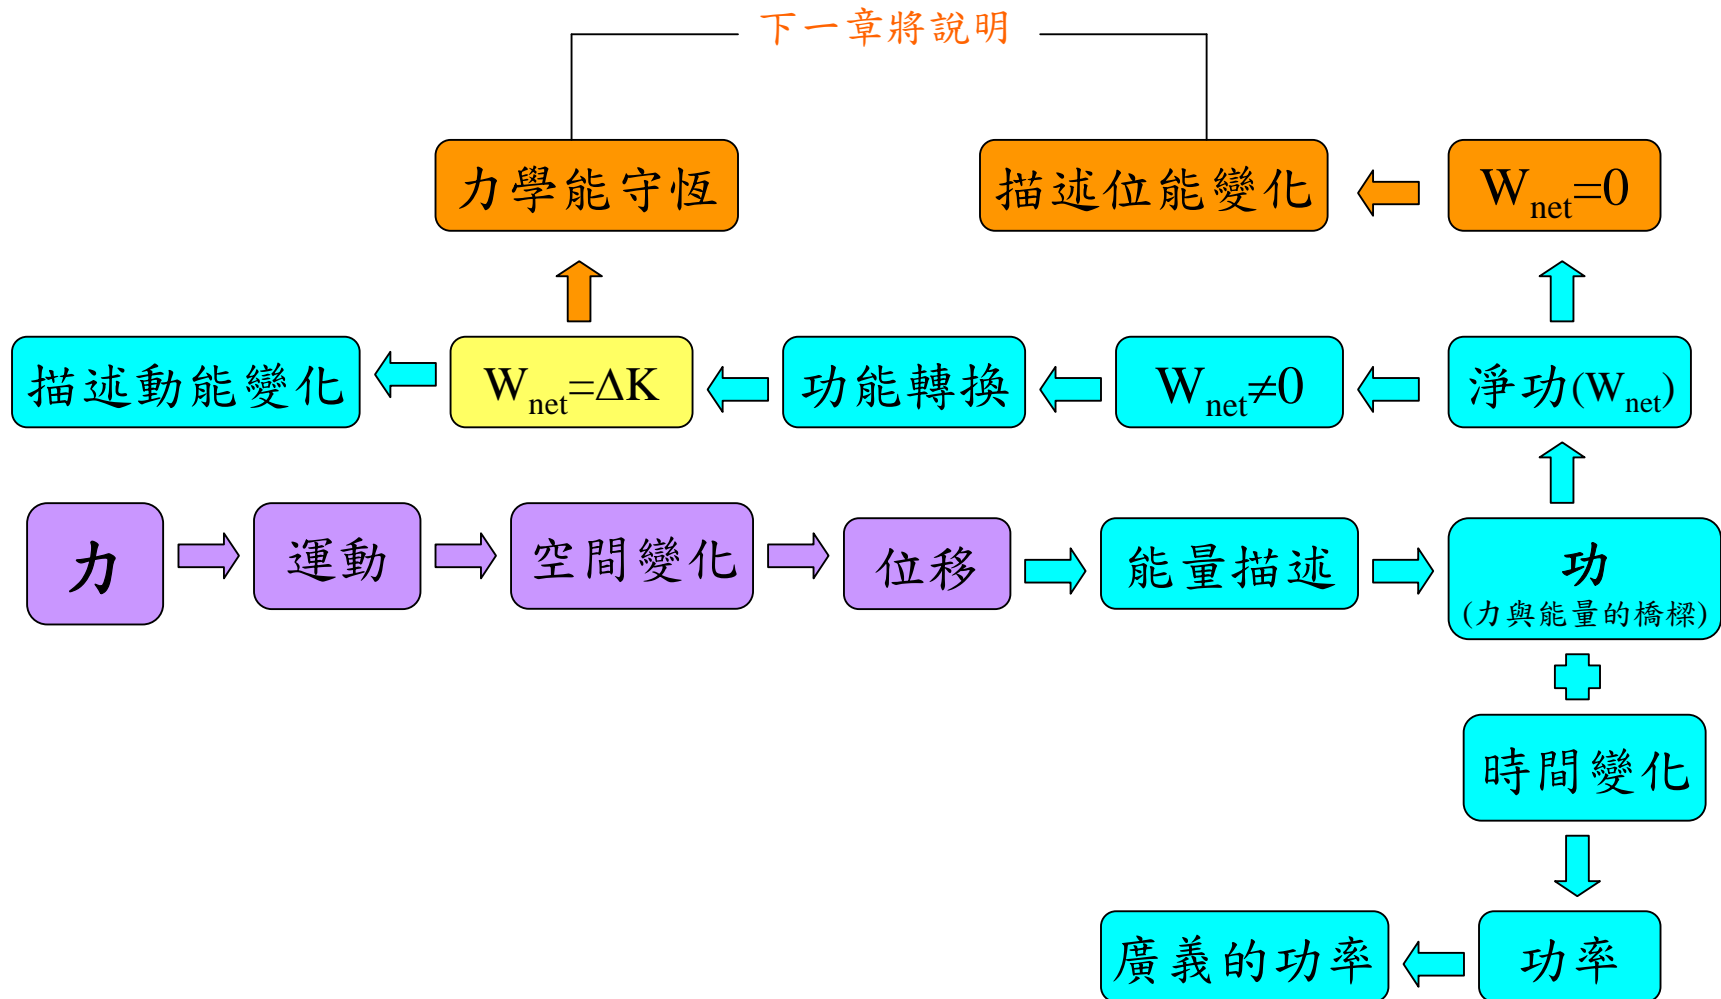 下一章將說明
力學能守恆
描述位能變化
Wnet=0
描述動能變化
Wnet=ΔK
功能轉換
Wnet≠0
淨功(Wnet)
力
運動
空間變化
位移
能量描述
功
(力與能量的橋樑)
時間變化
廣義的功率
功率